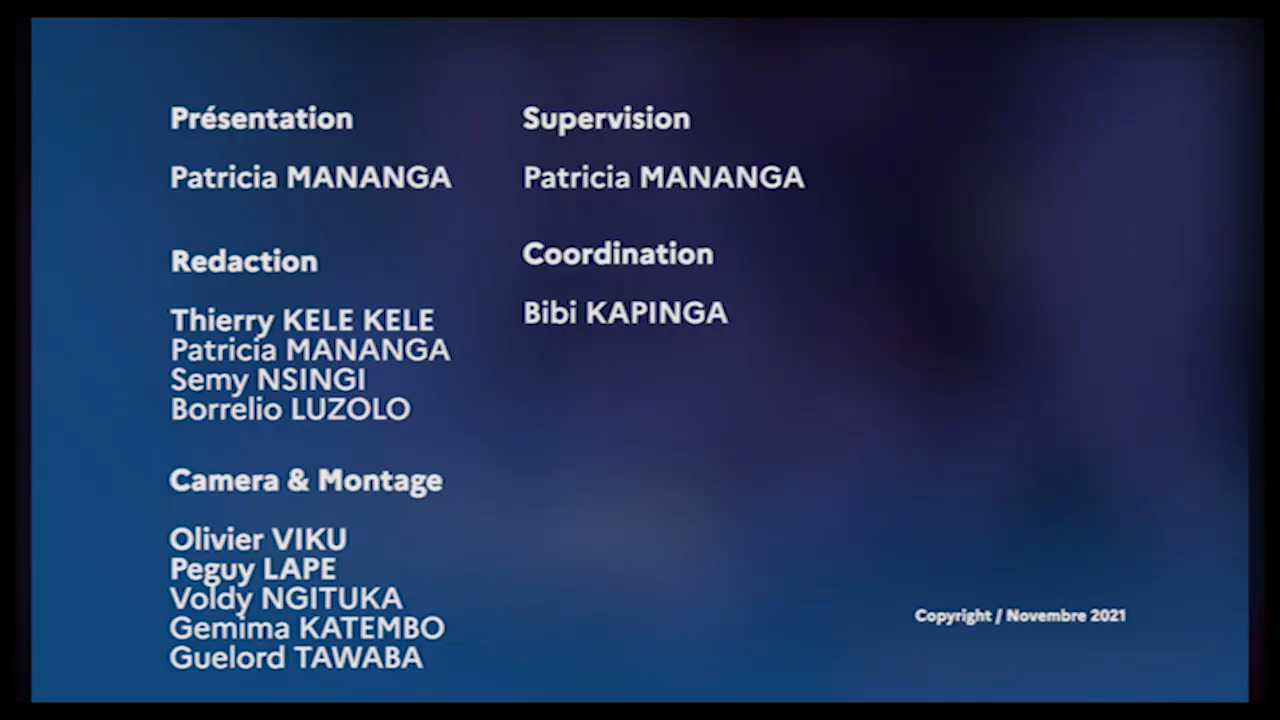 Présentation
Patricia MANANGA
Redaction
Thierry KELE KELE
Patricia MANANGA
Semy NSINGI
Borrelio LUZOLO
Camera & Montage
Olivier VIKU
Peguy LAPE
Voldy NGITUKA
Gemima KATEMBO
Guelord TAWABA
Supervision
Patricia MANANGA
Coordination
Bibi KAPINGA
Copyright / Novembre 2021